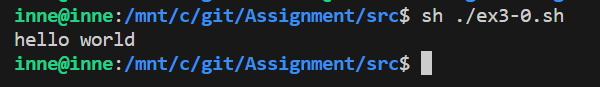 inne@inne:/mnt/c/git/Assignment/src$ sh ./ex3-0.sh
hello world
inne@inne:/mnt/c/git/Assignment/src$